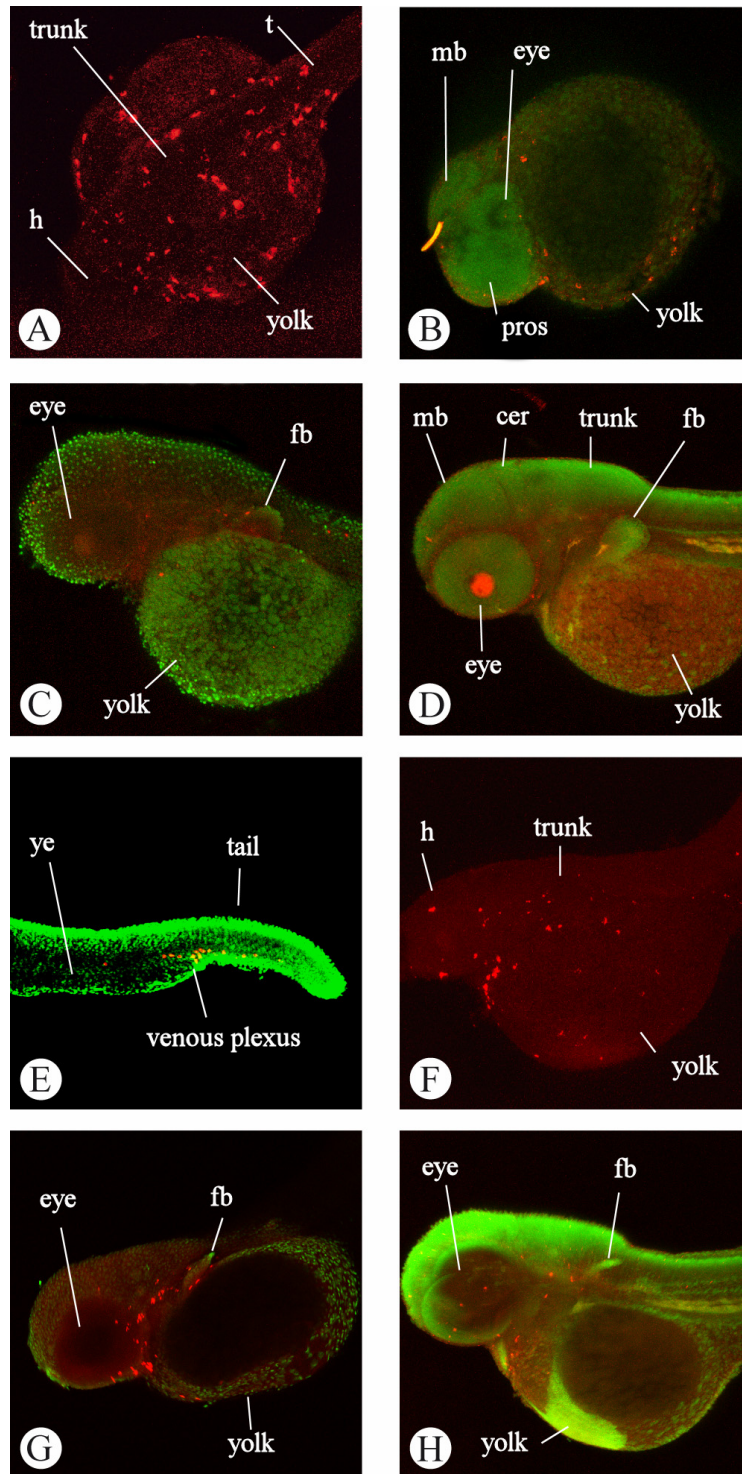 trunk
t
h
yolk
A
mb
eye
pros
yolk
B
eye
fb
yolk
C
mb
cer
trunk
fb
eye
yolk
D
ye
tail
venous plexus
E
h
trunk
yolk
F
eye
fb
yolk
G
eye
fb
yolk
H